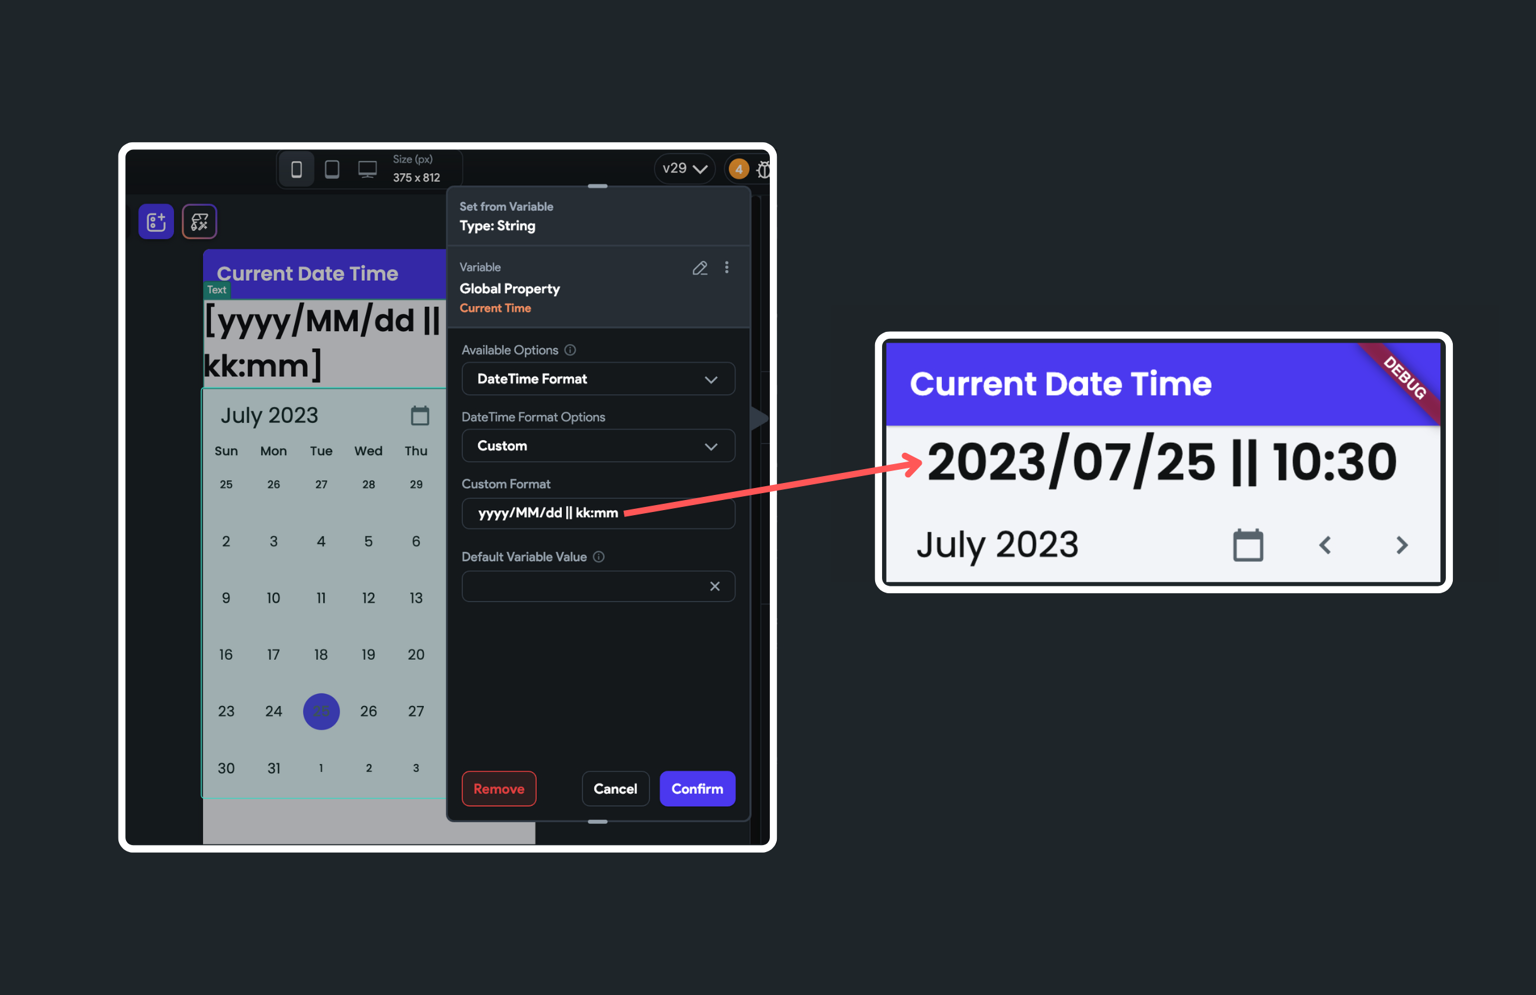 Size (px)
375 x 812
v29
4
Set from Variable
Type: String
Current Date Time
Text
[yyyy/MM/dd ||
kk:mm]
Variable
Global Property
Current Time
Available Options
DateTime Format
DateTime Format Options
Custom
Custom Format
yyyy/MM/dd || kk:mm
Default Variable Value
Remove
Cancel
Confirm
July 2023
Sun Mon Tue Wed Thu
25 26 27 28 29
2 3 4 5 6
9 10 11 12 13
16 17 18 19 20
23 24 25 26 27
30 31 1 2 3
Current Date Time
DEBUG
2023/07/25 || 10:30
July 2023